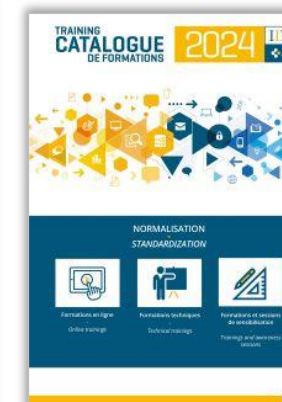 TRAINING
CATALOGUE
DE FORMATIONS
2024
NORMALISATION
STANDARDIZATION
Formations en ligne
Online trainings
Formations techniques
Technical trainings
Formations et sessions
de sensibilisation
Trainings and awareness
sessions